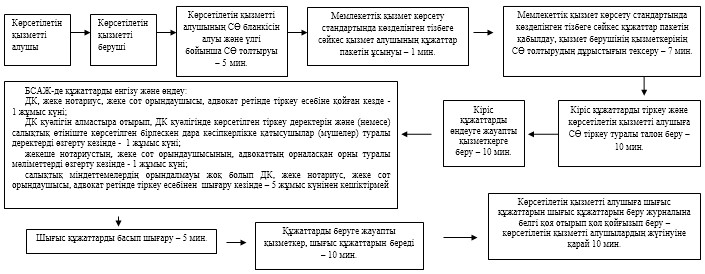 Көрсетілетін
қызметті
алушы
Көрсетілетін
қызметті
беруші
Көрсетілетін қызметті
алушының СӨ бланкісін
алуы және үлгі
бойынша СӨ толтыруы
– 5 мин.
Мемлекеттік қызмет көрсету
стандартында көзделінген тізбеге
сәйкес қызмет алушының құжаттар
пакетін ұсынуы – 1 мин.
Мемлекеттік қызмет көрсету стандартында
көзделінген тізбеге сәйкес құжаттар пакетін
қабылдау, қызмет берушінің қызметкерінің
СӨ толтырудың дұрыстығын тексеру – 7 мин.
БСАЖ-де құжаттарды енгізу және өңдеу:
ДК, жеке нотариус, жеке сот орындаушысы, адвокат ретінде тіркеу есебіне қойған кезде -
1 жұмыс күні;
ДК куәлігін алмастыра отырып, ДК куәлігінде көрсетілген тіркеу деректерін және (немесе)
салықтық өтініште көрсетілген бірлескен дара кәсіпкерлікке қатысушылар (мүшелер) туралы
деректерді өзгерту кезінде - 1 жұмыс күні;
жекеше нотариустың, жеке сот орындаушысының, адвокаттың орналасқан орны туралы
мәліметтерді өзгерту кезінде - 1 жұмыс күні;
салықтық міндеттемелердің орындалмауы жоқ болып ДК, жеке нотариус, жеке сот
орындаушысы, адвокат ретінде тіркеу есебінен шығару кезінде – 5 жұмыс күнінен кешіктірмей
Кіріс
құжаттарды
өңдеуге жауапты
қызметкерге
беру – 10 мин.
Кіріс құжаттарды тіркеу және
көрсетілетін қызметті алушыға
СӨ тіркеу туралы талон беру –
10 мин.
Шығыс құжаттарды басып шығару – 5 мин.
Құжаттарды беруге жауапты
қызметкер, шығыс құжаттарын береді
– 10 мин.
Көрсетілетін қызметті алушыға шығыс
құжаттарын шығыс құжаттарын беру журналына
белгі қоя отырып қол қойғызып беру –
көрсетілетін қызметті алушылардың жүгінуіне
қарай 10 мин.